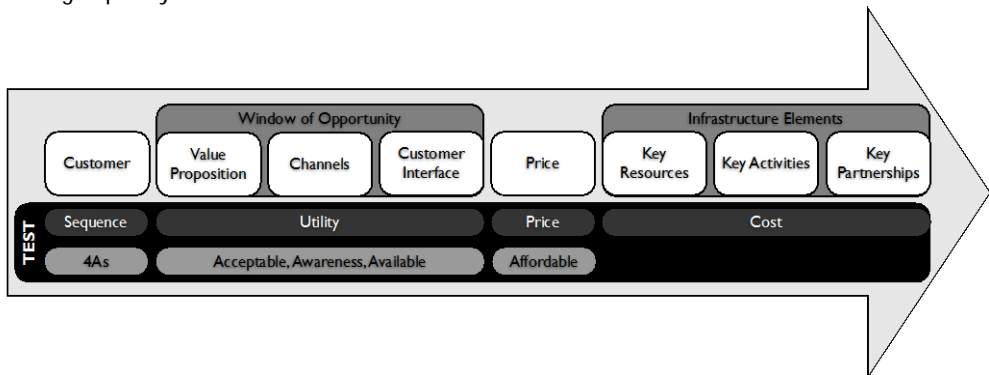 Window of Opportunity
Infrastructure Elements
Customer
Value
Proposition
Channels
Customer
Interface
Price
Key
Resources
Key Activities
Key
Partnerships
TEST
Sequence
Utility
Price
Cost
4As
Acceptable, Awareness, Available
Affordable